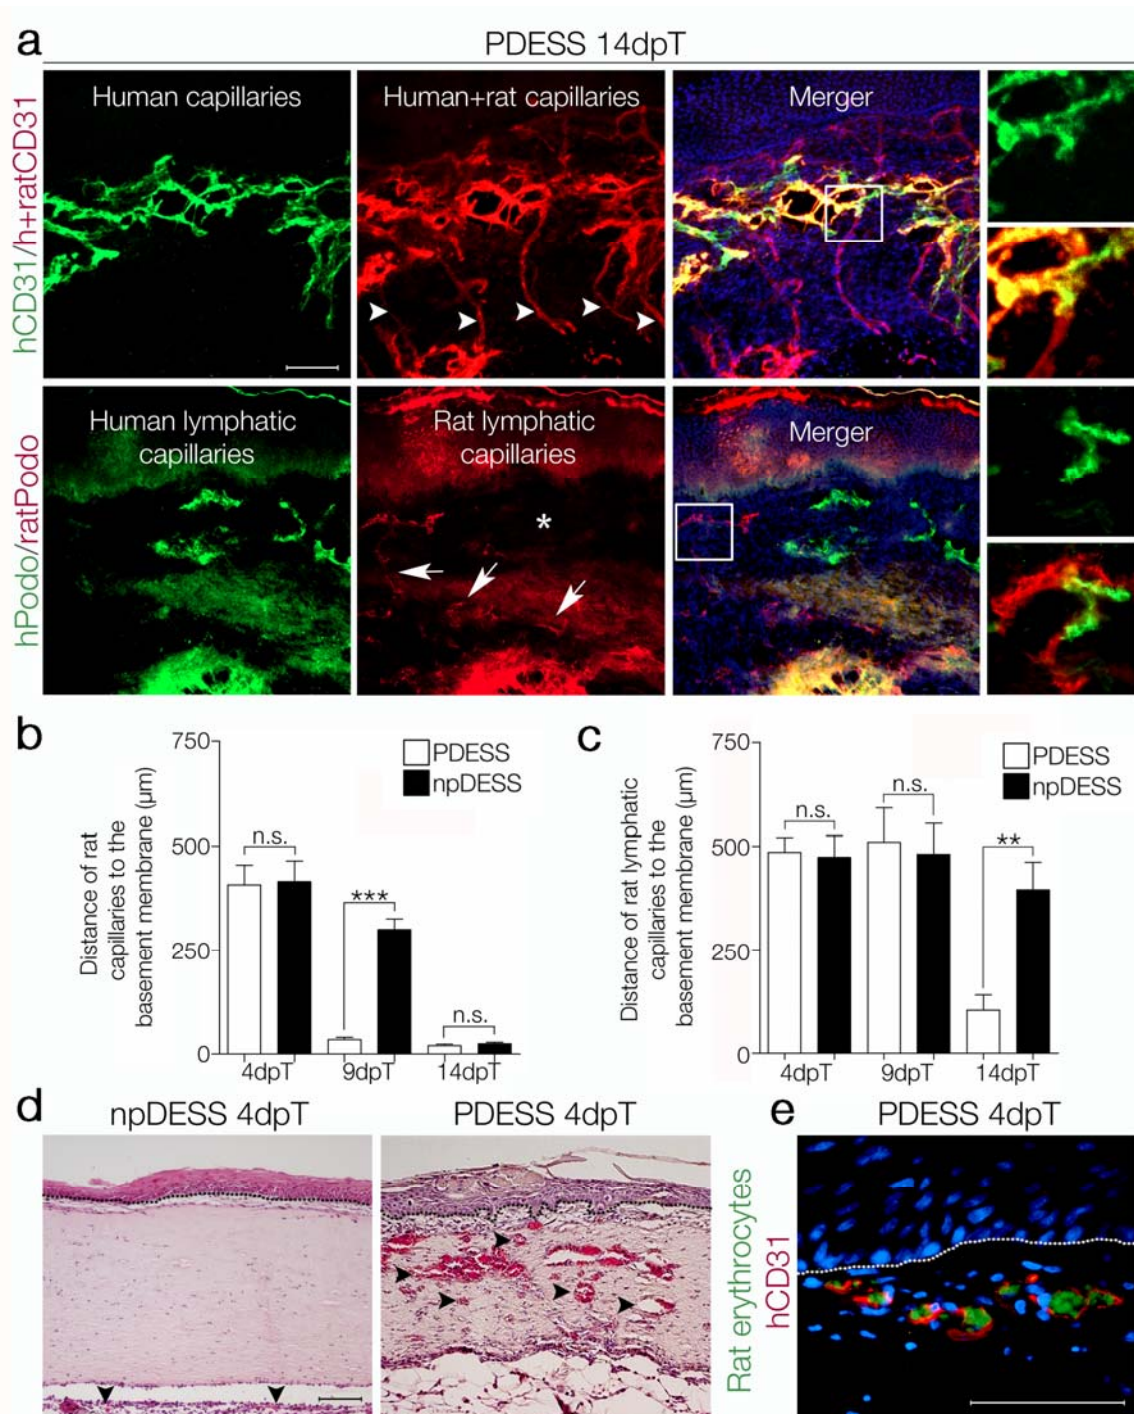 a
PDESS 14dpT
hCD31/h+ratCD31
Human capillaries
Human+rat capillaries
Merger
hPodo/ratPodo
Human lymphatic
capillaries
Rat lymphatic
capillaries
*
Merger
b
Distance of rat
capillaries to the
basement membrane (µm)
750
500
250
0
PDESS
npDESS
n.s.
***
n.s.
4dpT
9dpT
14dpT
c
Distance of rat lymphatic
capillaries to the
basement membrane (µm)
750
500
250
0
PDESS
npDESS
n.s.
n.s.
**
4dpT
9dpT
14dpT
d
npDESS 4dpT
PDESS 4dpT
e
PDESS 4dpT
Rat erythrocytes
hCD31